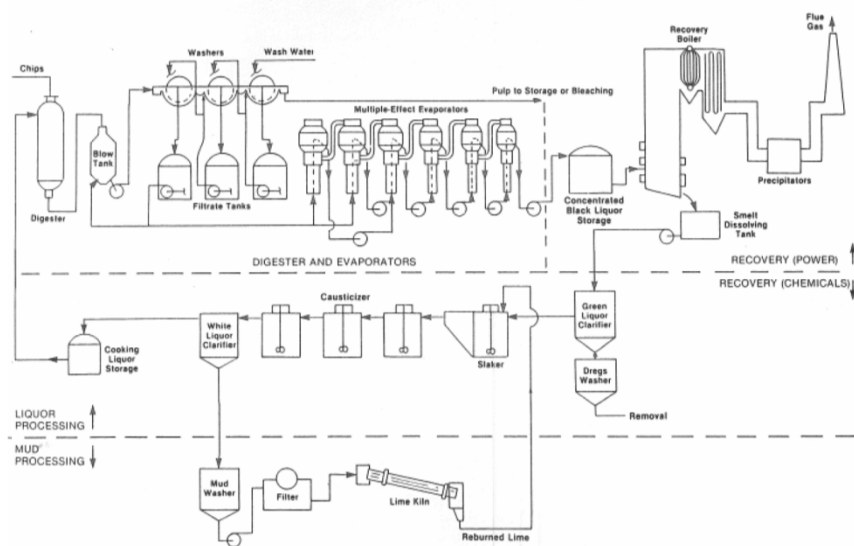 Flue
Gas
Recovery
Boiler
Washers
Wash Water
Chips
Pulp to Storage or Bleaching
Multiple-Effect Evaporators
Blow
Tank
Precipitators
Digester
Filtrate Tanks
Concentrated
Black Liquor
Storage
Smelt
Dissolving
Tank
DIGESTER AND EVAPORATORS
RECOVERY (POWER)
RECOVERY (CHEMICALS)
Causticizer
White
Liquor
Clarifier
Green
Liquor
Clarifier
Cooking
Liquor
Storage
Slaker
Dregs
Washer
Removal
LIQUOR
PROCESSING
MUD
PROCESSING
Mud
Washer
Filter
Lime Kiln
Reburned Lime